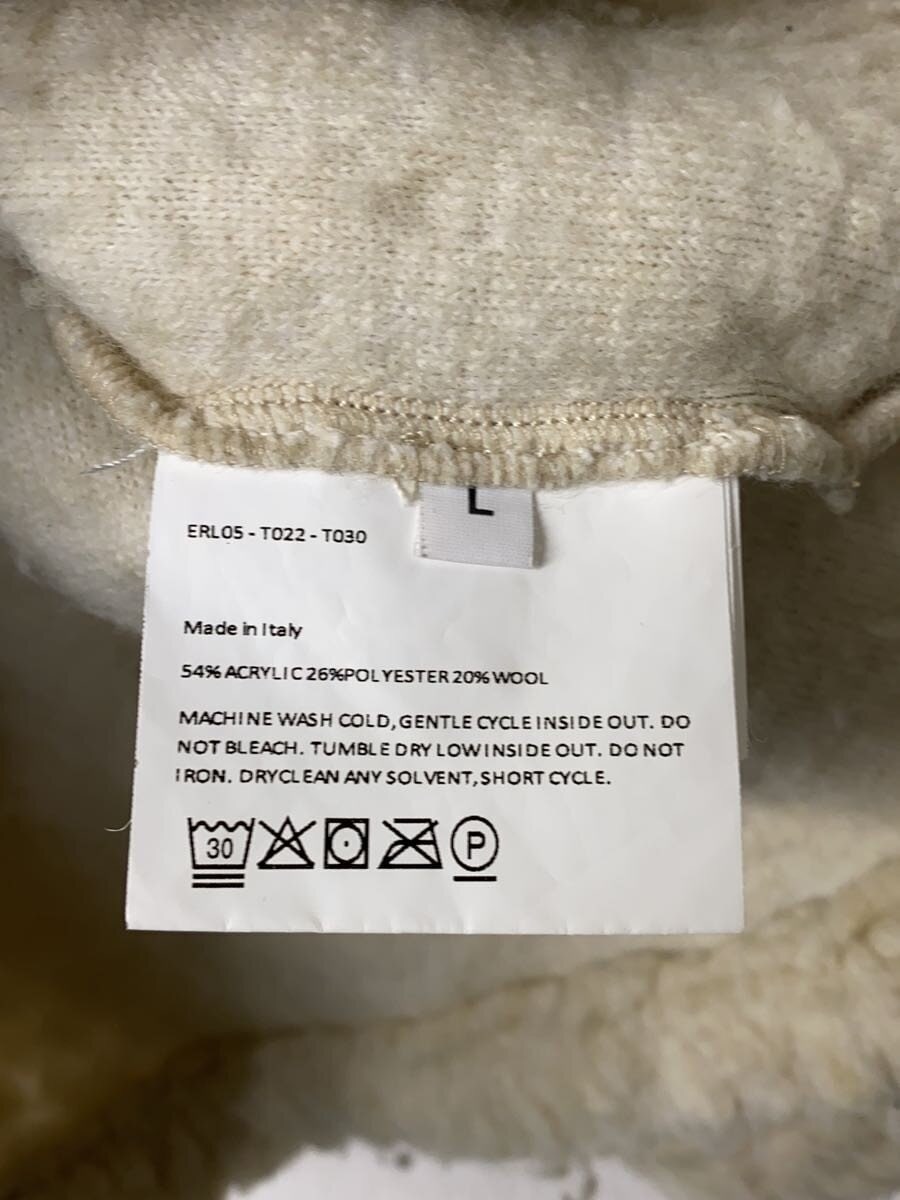 L
ERL05 - T022 - T030
Made in Italy
54% ACRYLIC 26%POLYESTER 20% WOOL
MACHINE WASH COLD, GENTLE CYCLE INSIDE OUT. DO
NOT BLEACH. TUMBLE DRY LOW INSIDE OUT. DO NOT
IRON. DRYCLEAN ANY SOLVENT, SHORT CYCLE.
30 P